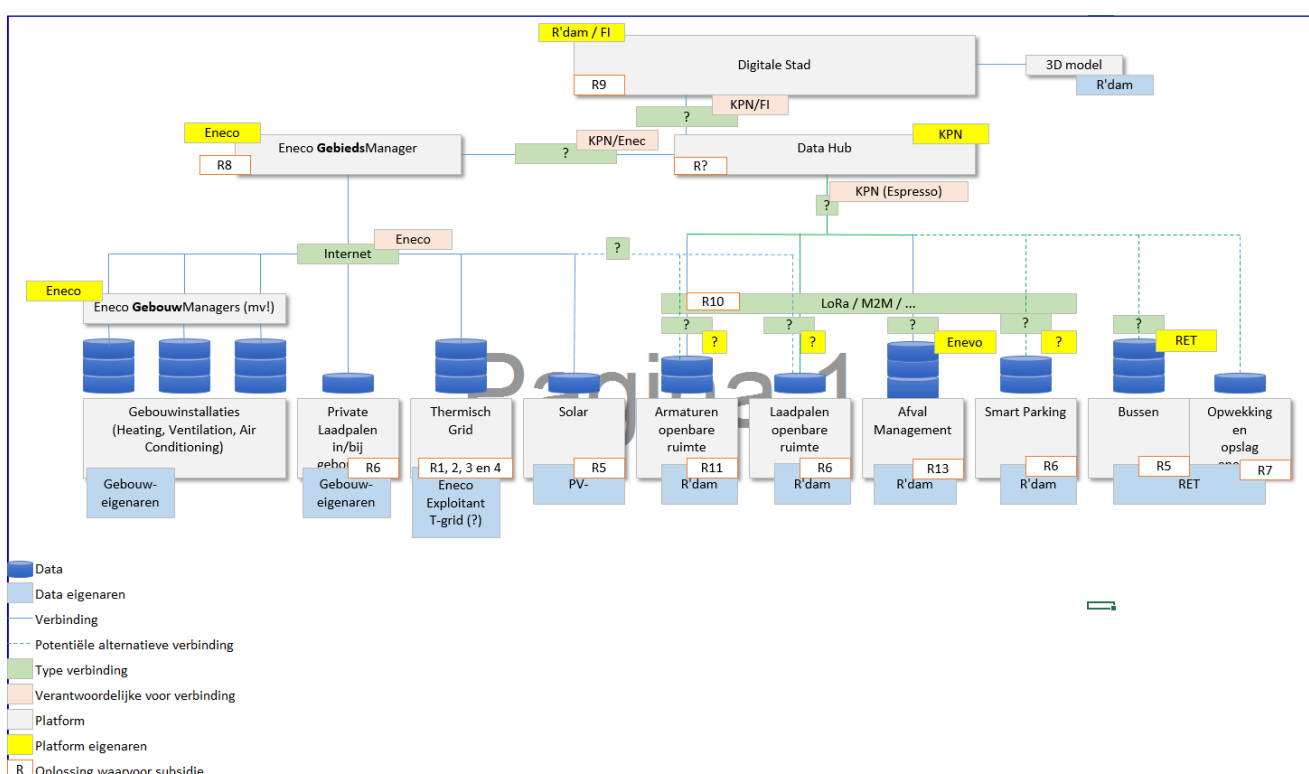 R'dam / FI
Digitale Stad
3D model
R9
R'dam
KPN/FI
?
Eneco
Eneco GebiedsManager
R8
KPN/Enec
?
KPN
Data Hub
R?
KPN (Espresso)
?
Eneco
Internet
?
Eneco
Eneco GebouwManagers (mv!)
R10
LoRa / M2M / ...
?
?
?
?
?
?
?
Enevo
?
RET
Pagina 1
Gebouwinstallaties
(Heating, Ventilation, Air
Conditioning)
Private
Laadpalen
in/bij
R6
Thermisch
Grid
R1, 2, 3 en 4
Solar
R5
Armaturen
openbare
ruimte
R11
Laadpalen
openbare
ruimte
R6
Afval
Management
R13
Smart Parking
R6
Bussen
R5
Opwekking
en
opslag
R7
Gebouw-
eigenaren
Gebouw-
eigenaren
Eneco
Exploitant
T-grid (?)
PV-
R'dam
R'dam
R'dam
R'dam
RET
Data
Data eigenaren
Verbinding
Potentiële alternatieve verbinding
Type verbinding
Verantwoordelijke voor verbinding
Platform
Platform eigenaren
R Oplossing waarvoor subsidie